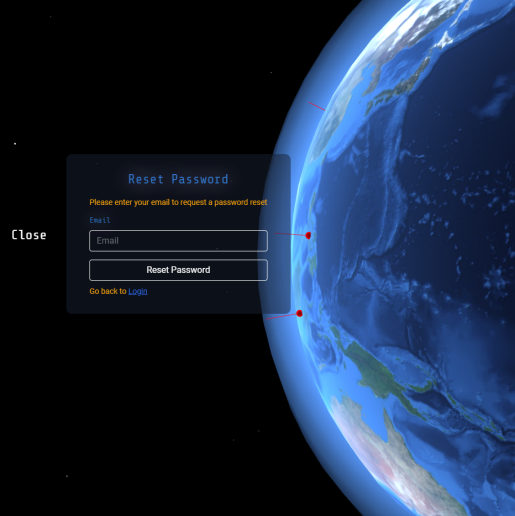 Reset Password
Please enter your email to request a password reset
Email
Close
Email
Reset Password
Go back to Login